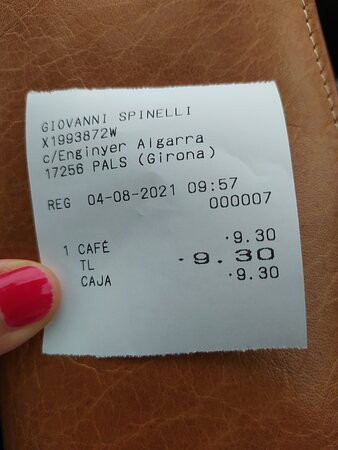 GIOVANNI SPINELLI
X1993872W
c/Enginyer Algarra
17256 PALS (Girona)
REG 04-08-2021 09:57
000007
1 CAFÉ ·9.30
TL ·9.30
CAJA ·9.30